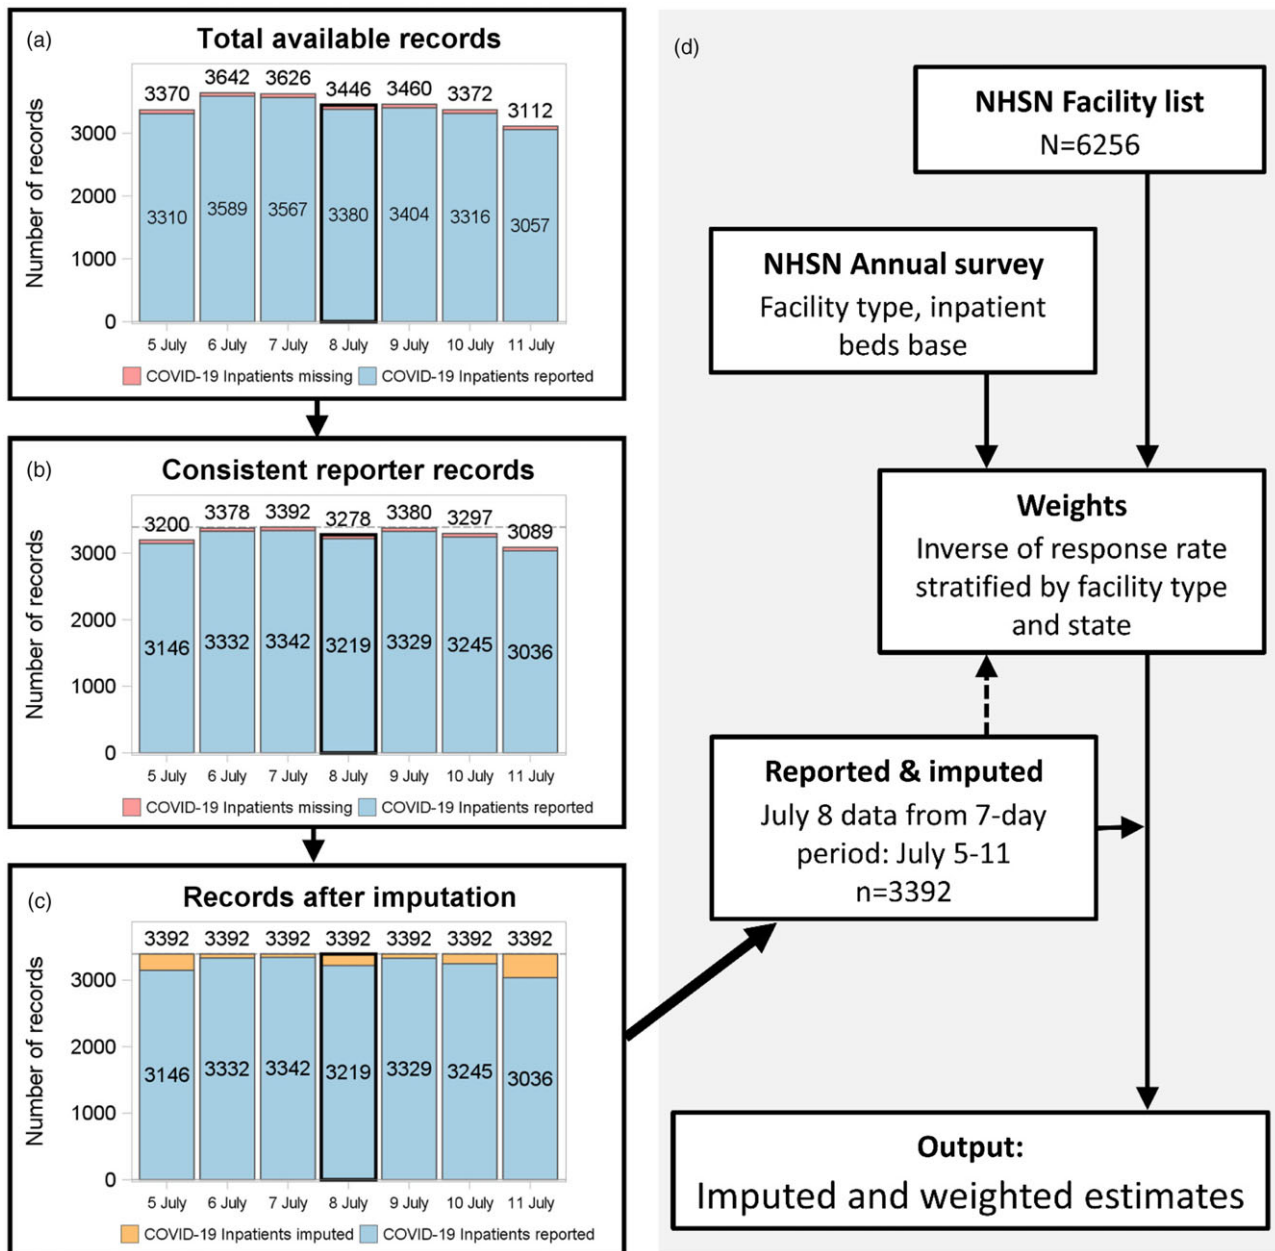 (a)
Total available records
Number of records
3000
2000
1000
0
3370 3642 3626 3446 3460 3372 3112
3310 3589 3567 3380 3404 3316 3057
5 July 6 July 7 July 8 July 9 July 10 July 11 July
COVID-19 Inpatients missing COVID-19 Inpatients reported
(b)
Consistent reporter records
Number of records
3000
2000
1000
0
3200 3378 3392 3278 3380 3297 3089
3146 3332 3342 3219 3329 3245 3036
5 July 6 July 7 July 8 July 9 July 10 July 11 July
COVID-19 Inpatients missing COVID-19 Inpatients reported
(c)
Records after imputation
Number of records
3000
2000
1000
0
3392 3392 3392 3392 3392 3392 3392
3146 3332 3342 3219 3329 3245 3036
5 July 6 July 7 July 8 July 9 July 10 July 11 July
COVID-19 Inpatients imputed COVID-19 Inpatients reported
(d)
NHSN Facility list
N=6256
NHSN Annual survey
Facility type, inpatient
beds base
Weights
Inverse of response rate
stratified by facility type
and state
Reported & imputed
July 8 data from 7-day
period: July 5-11
n=3392
Output:
Imputed and weighted estimates